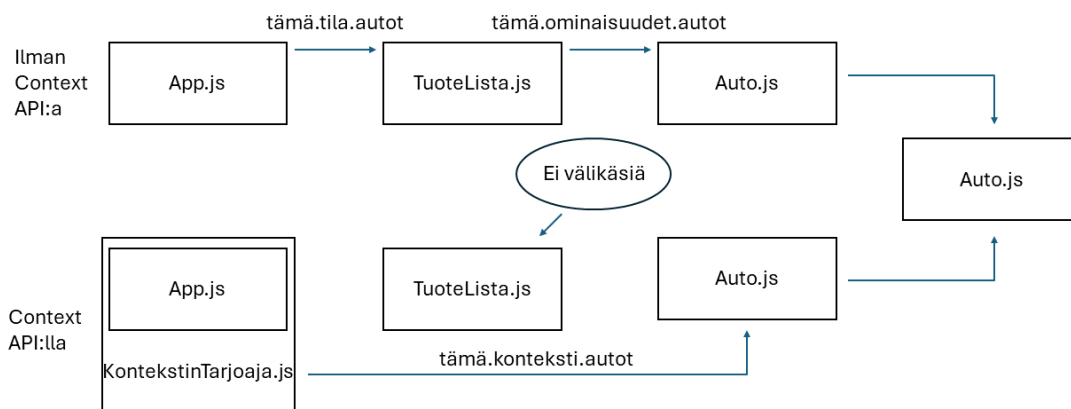 tämä.tila.autot
tämä.ominaisuudet.autot
Ilman
Context
API:a
App.js
TuoteLista.js
Auto.js
Ei välikäsiä
Auto.js
App.js
TuoteLista.js
Auto.js
Context
API:lla
KontekstinTarjoaja.js
tämä.konteksti.autot